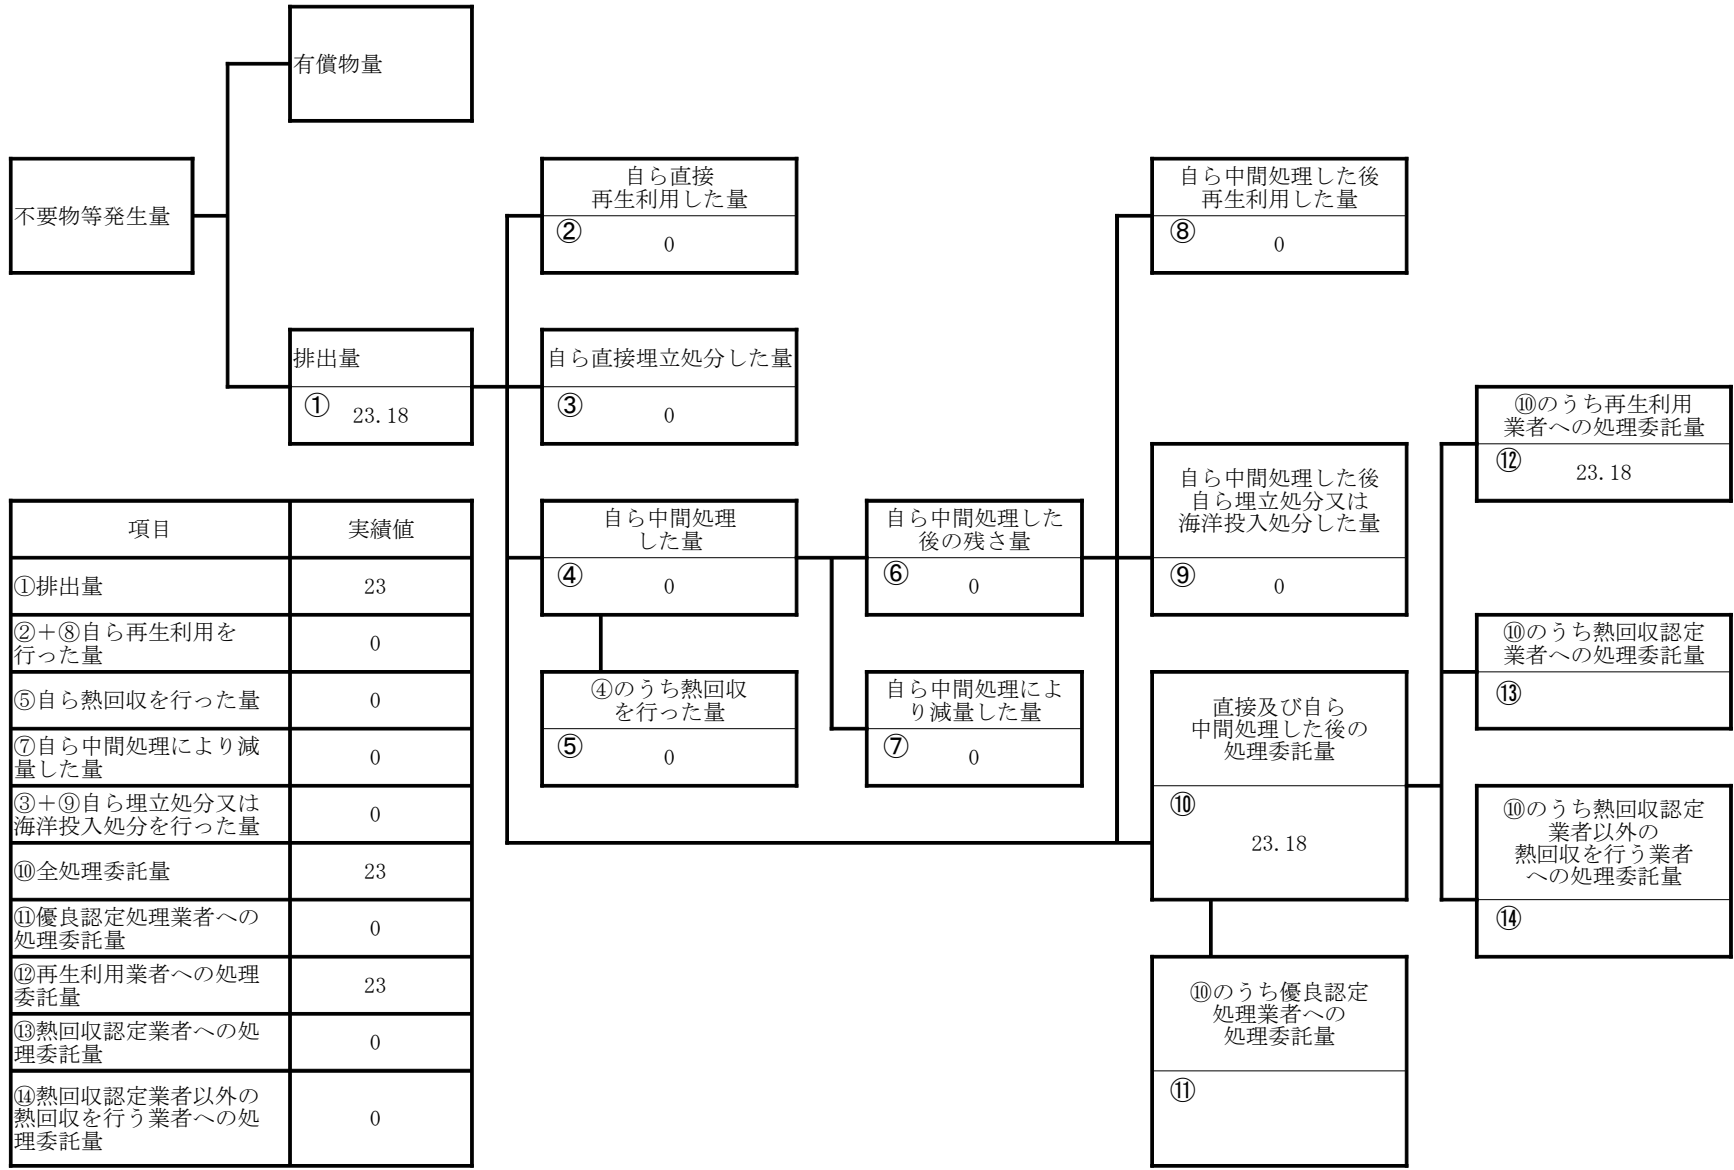 有償物量
不要物等発生量
自ら直接
再生利用した量
②
0
自ら中間処理した後
再生利用した量
⑧
0
排出量
①
23.18
自ら直接埋立処分した量
③
0
⑩のうち再生利用
業者への処理委託量
⑫
23.18
自ら中間処理した後
自ら埋立処分又は
海洋投入処分した量
⑨
0
自ら中間処理
した量
④
0
自ら中間処理した
後の残さ量
⑥
0
⑩のうち熱回収認定
業者への処理委託量
⑬
④のうち熱回収
を行った量
⑤
0
自ら中間処理によ
り減量した量
⑦
0
直接及び自ら
中間処理した後の
処理委託量
⑩
23.18
⑩のうち熱回収認定
業者以外の
熱回収を行う業者
への処理委託量
⑭
⑩のうち優良認定
処理業者への
処理委託量
⑪
項目 実績値
①排出量 23
②+⑧自ら再生利用を
行った量 0
⑤自ら熱回収を行った量 0
⑦自ら中間処理により減
量した量 0
③+⑨自ら埋立処分又は
海洋投入処分を行った量 0
⑩全処理委託量 23
⑪優良認定処理業者への
処理委託量 0
⑫再生利用業者への処理
委託量 23
⑬熱回収認定業者への処
理委託量 0
⑭熱回収認定業者以外の
熱回収を行う業者への処
理委託量 0